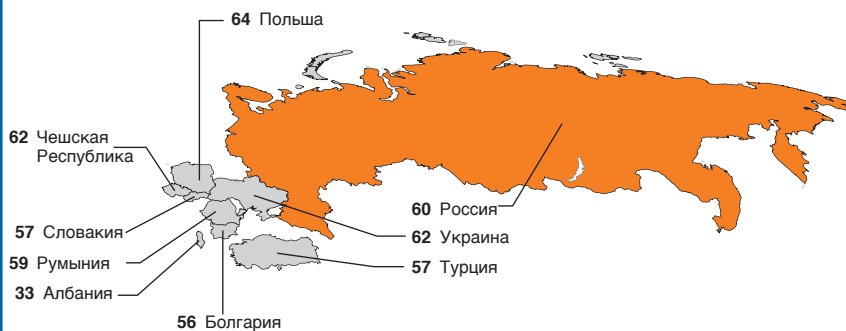 64 Польша
62 Чешская
Республика
57 Словакия
59 Румыния
33 Албания
56 Болгария
60 Россия
62 Украина
57 Турция